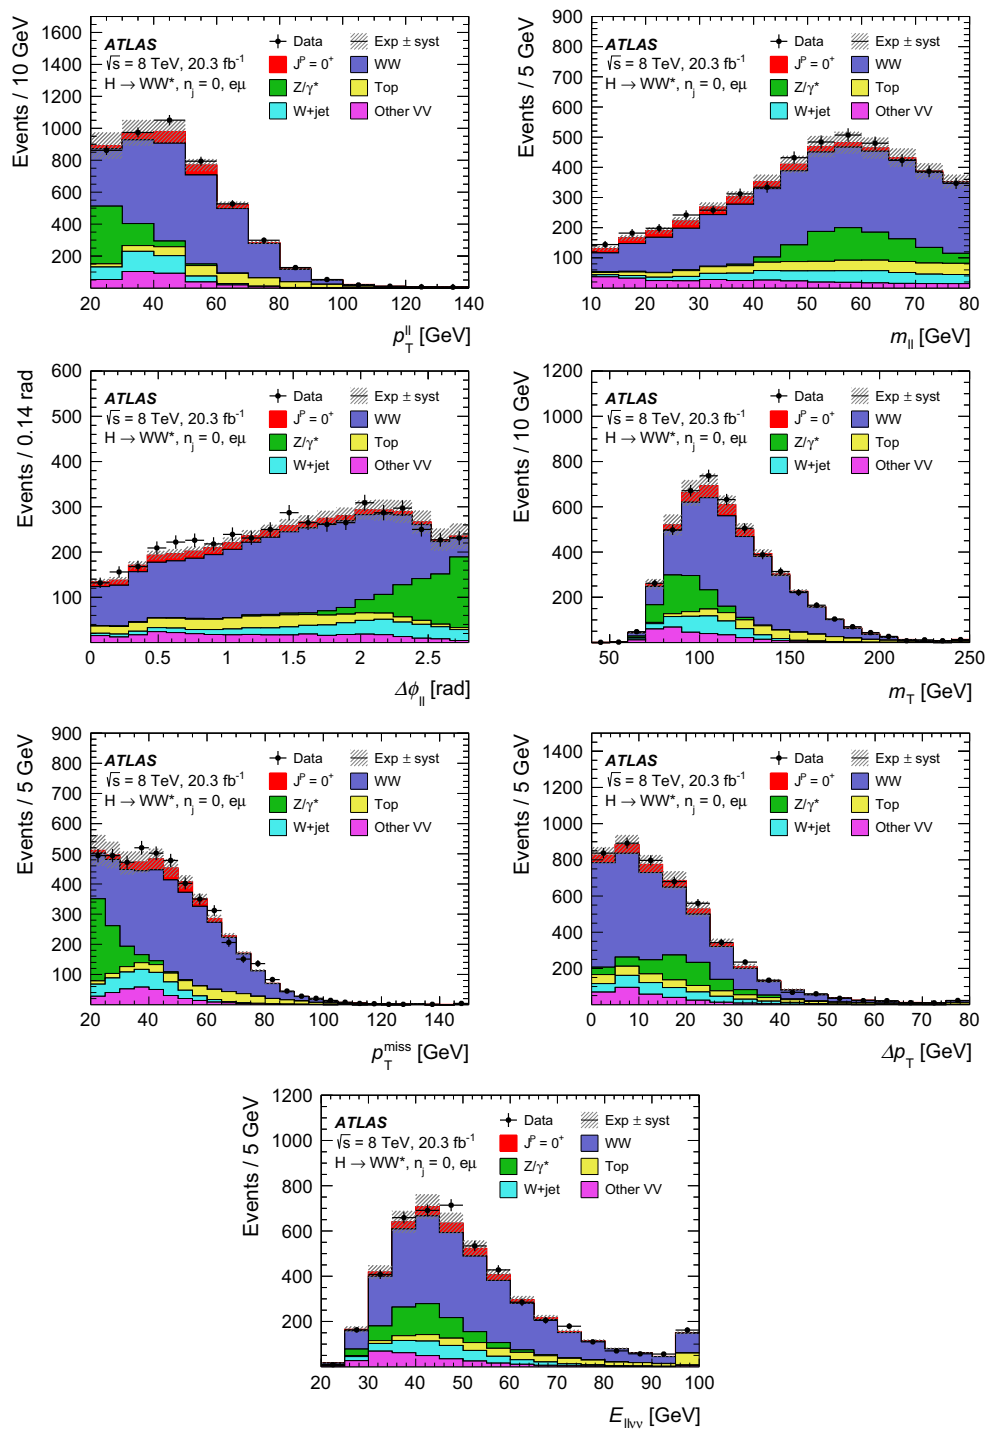 Events / 10 GeV
1600
1400
1200
1000
800
600
400
200
ATLAS
√s = 8 TeV, 20.3 fb⁻¹
H → WW*, n_j = 0, eμ
Data
Exp ± syst
J^P = 0⁺
WW
Z/γ*
Top
W+jet
Other VV
20 40 60 80 100 120 140
p_T^ll [GeV]
Events / 5 GeV
900
800
700
600
500
400
300
200
100
ATLAS
√s = 8 TeV, 20.3 fb⁻¹
H → WW*, n_j = 0, eμ
Data
Exp ± syst
J^P = 0⁺
WW
Z/γ*
Top
W+jet
Other VV
10 20 30 40 50 60 70 80
m_ll [GeV]
Events / 0.14 rad
600
500
400
300
200
100
ATLAS
√s = 8 TeV, 20.3 fb⁻¹
H → WW*, n_j = 0, eμ
Data
Exp ± syst
J^P = 0⁺
WW
Z/γ*
Top
W+jet
Other VV
0 0.5 1 1.5 2 2.5
Δϕ_ll [rad]
Events / 10 GeV
1200
1000
800
600
400
200
ATLAS
√s = 8 TeV, 20.3 fb⁻¹
H → WW*, n_j = 0, eμ
Data
Exp ± syst
J^P = 0⁺
WW
Z/γ*
Top
W+jet
Other VV
50 100 150 200 250
m_T [GeV]
Events / 5 GeV
900
800
700
600
500
400
300
200
100
ATLAS
√s = 8 TeV, 20.3 fb⁻¹
H → WW*, n_j = 0, eμ
Data
Exp ± syst
J^P = 0⁺
WW
Z/γ*
Top
W+jet
Other VV
20 40 60 80 100 120 140
p_T^miss [GeV]
Events / 5 GeV
1400
1200
1000
800
600
400
200
ATLAS
√s = 8 TeV, 20.3 fb⁻¹
H → WW*, n_j = 0, eμ
Data
Exp ± syst
J^P = 0⁺
WW
Z/γ*
Top
W+jet
Other VV
0 10 20 30 40 50 60 70 80
Δp_T [GeV]
Events / 5 GeV
1200
1000
800
600
400
200
ATLAS
√s = 8 TeV, 20.3 fb⁻¹
H → WW*, n_j = 0, eμ
Data
Exp ± syst
J^P = 0⁺
WW
Z/γ*
Top
W+jet
Other VV
20 30 40 50 60 70 80 90 100
E_llνν [GeV]